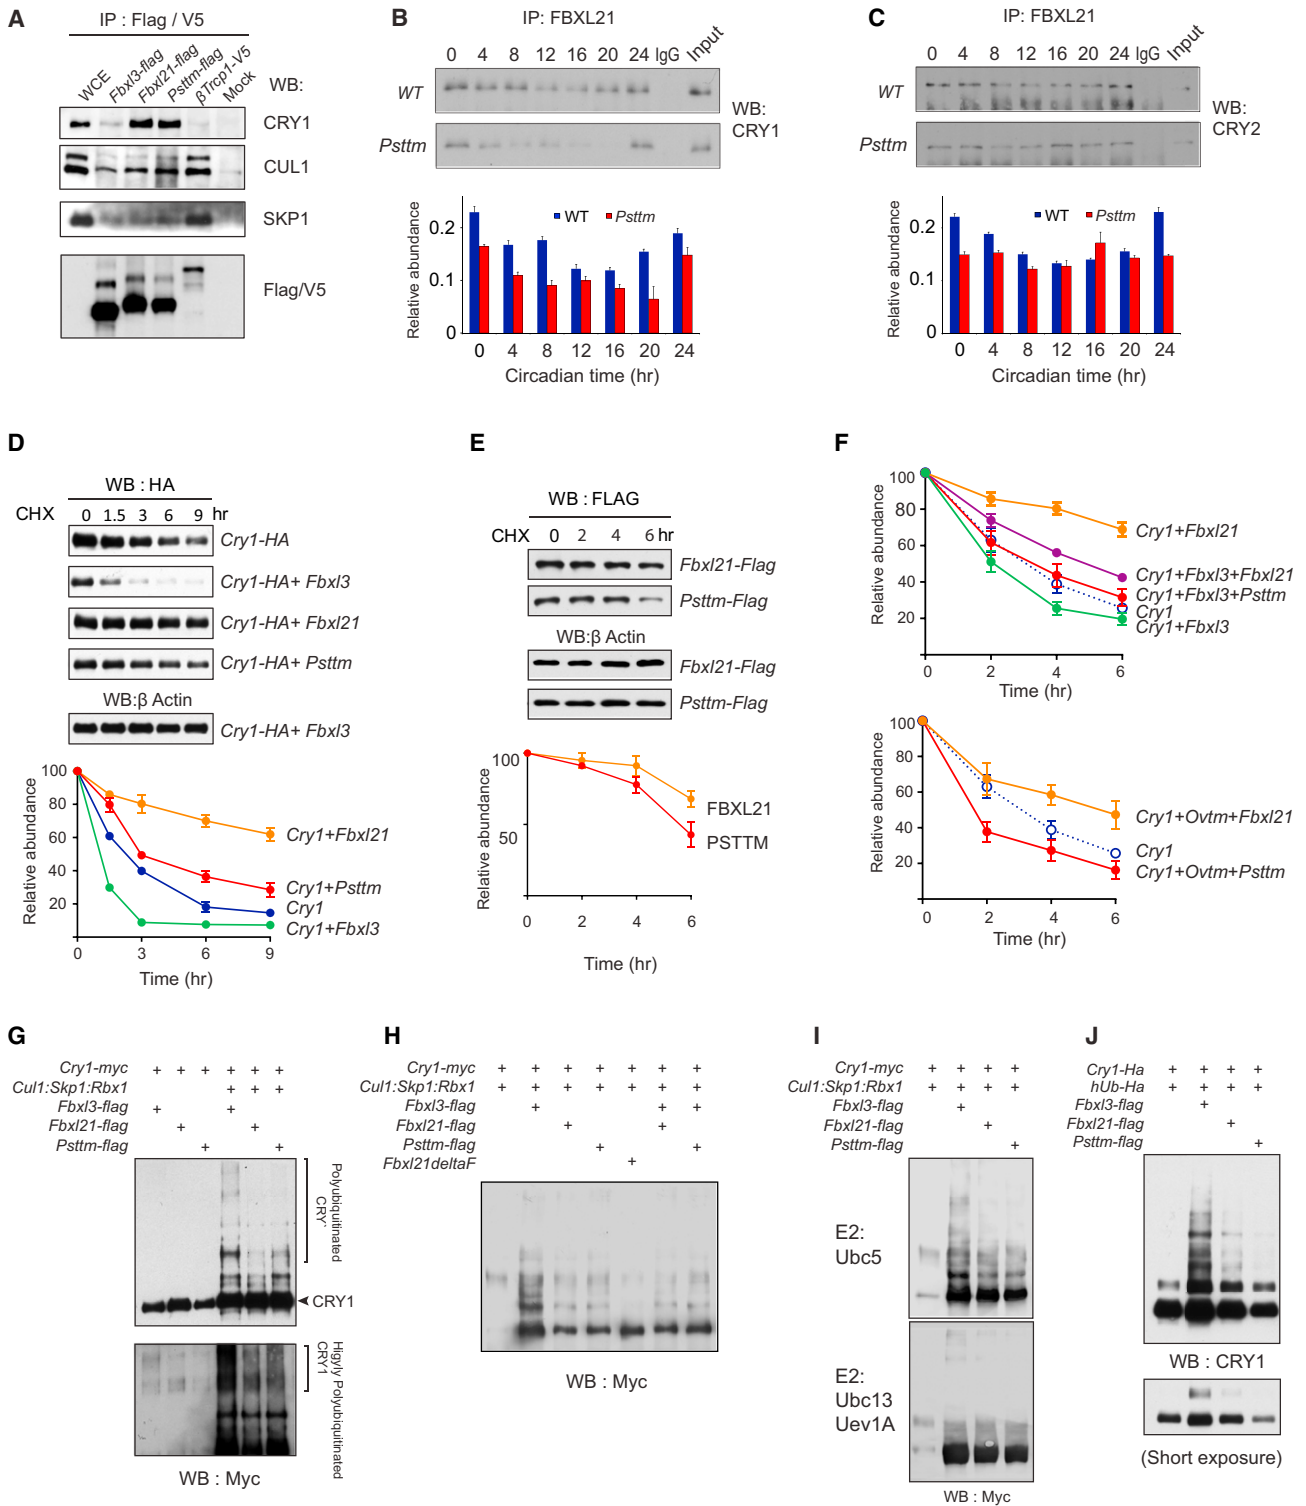 A
IP : Flag / V5
WCE
Fbxl3-flag
Fbxl21-flag
Psttm-flag
βTrcp1-V5
Mock
WB:
CRY1
CUL1
SKP1
Flag/V5
B
IP: FBXL21
0 4 8 12 16 20 24 IgG Input
WT
Psttm
WB:
CRY1
Relative abundance
WT Psttm
0.2
0.1
0
0 4 8 12 16 20 24
Circadian time (hr)
C
IP: FBXL21
0 4 8 12 16 20 24 IgG Input
WT
Psttm
WB:
CRY2
Relative abundance
WT Psttm
0.2
0.1
0
0 4 8 12 16 20 24
Circadian time (hr)
D
WB : HA
CHX 0 1.5 3 6 9 hr
Cry1-HA
Cry1-HA+ Fbxl3
Cry1-HA+ Fbxl21
Cry1-HA+ Psttm
WB:β Actin
Cry1-HA+ Fbxl3
Relative abundance
100
80
60
40
20
Cry1+Fbxl21
Cry1+Psttm
Cry1
Cry1+Fbxl3
0 3 6 9
Time (hr)
E
WB : FLAG
CHX 0 2 4 6 hr
Fbxl21-Flag
Psttm-Flag
WB:β Actin
Fbxl21-Flag
Psttm-Flag
Relative abundance
100
50
FBXL21
PSTTM
0 2 4 6
Time (hr)
F
Relative abundance
100
80
60
40
20
Cry1+Fbxl21
Cry1+Fbxl3+Fbxl21
Cry1+Fbxl3+Psttm
Cry1
Cry1+Fbxl3
0 2 4 6
Time (hr)
Relative abundance
100
80
60
40
20
Cry1+Ovtm+Fbxl21
Cry1
Cry1+Ovtm+Psttm
0 2 4 6
Time (hr)
G
Cry1-myc + + + + + +
Cul1:Skp1:Rbx1 + + +
Fbxl3-flag + +
Fbxl21-flag + +
Psttm-flag + +
Polyubiquitinated
CRY
CRY1
Higyly Polyubiquitinated
CRY1
WB : Myc
H
Cry1-myc + + + + + + +
Cul1:Skp1:Rbx1 + + + + + + +
Fbxl3-flag + + +
Fbxl21-flag + +
Psttm-flag + +
Fbxl21deltaF +
WB : Myc
I
Cry1-myc + + + +
Cul1:Skp1:Rbx1 + + + +
Fbxl3-flag +
Fbxl21-flag +
Psttm-flag +
E2:
Ubc5
E2:
Ubc13
Uev1A
WB : Myc
J
Cry1-Ha + + + +
hUb-Ha + + + +
Fbxl3-flag +
Fbxl21-flag +
Psttm-flag +
WB : CRY1
(Short exposure)